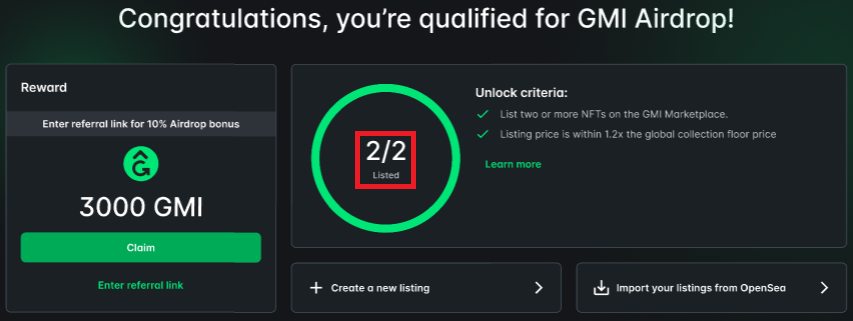 Congratulations, you're qualified for GMI Airdrop!
Reward
Enter referral link for 10% Airdrop bonus
3000 GMI
Claim
Enter referral link
2/2
Listed
Unlock criteria:
List two or more NFTs on the GMI Marketplace.
Listing price is within 1.2x the global collection floor price
Learn more
Create a new listing
Import your listings from OpenSea